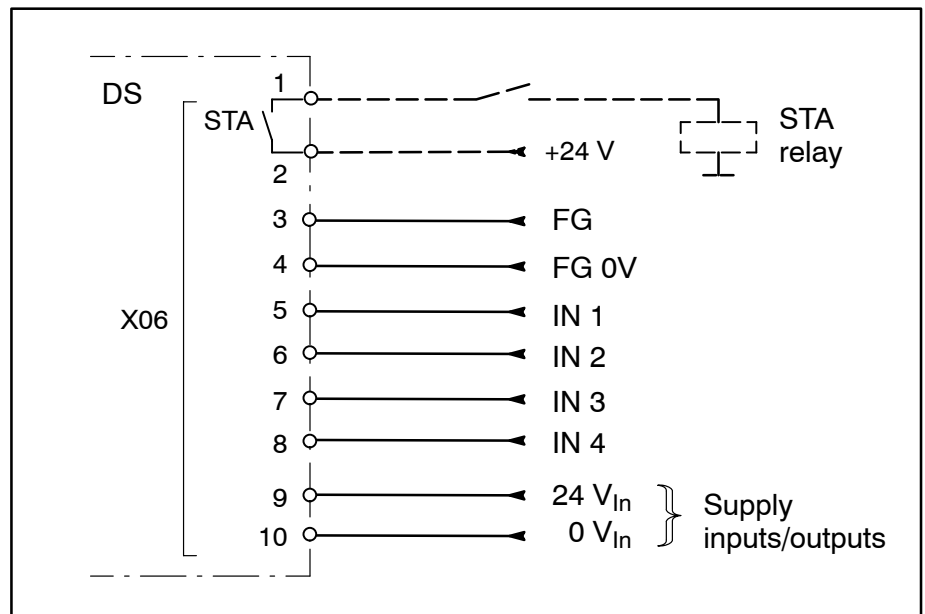 DS
1
STA
STA
relay
2
+24 V
3
FG
4
FG 0V
X06
5
IN 1
6
IN 2
7
IN 3
8
IN 4
9
24 VIn
Supply
10
0 VIn
inputs/outputs